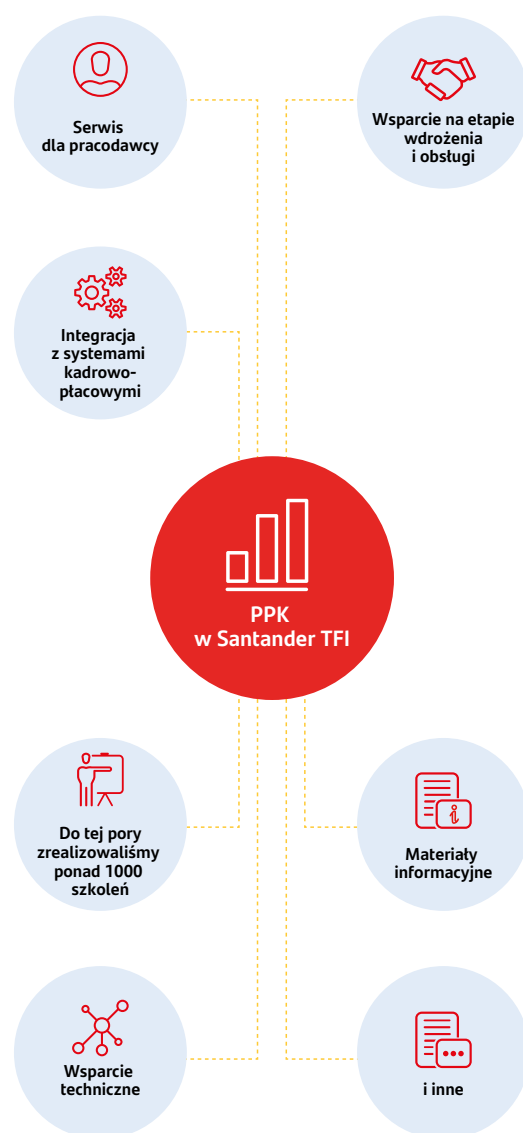 Serwis
dla pracodawcy
Wsparcie na etapie
wdrożenia
i obsługi
Integracja
z systemami
kadrowo-
płacowymi
PPK
w Santander TFI
Do tej pory
zrealizowaliśmy
ponad 1000
szkoleń
Materiały
informacyjne
Wsparcie
techniczne
i inne